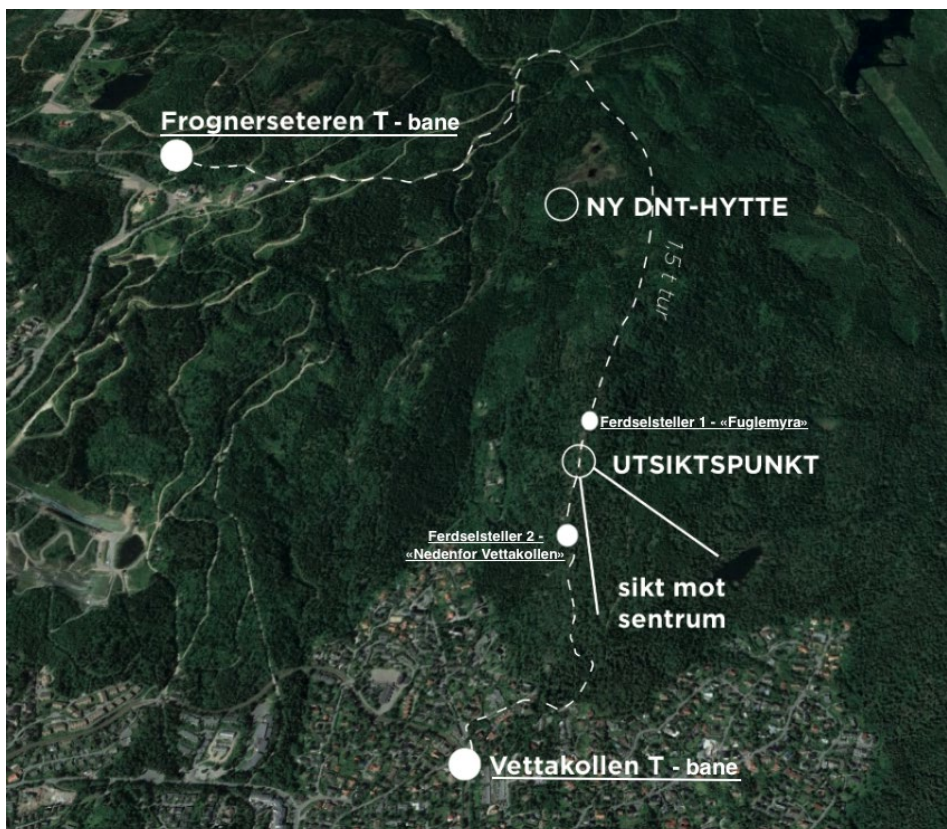 Frognerseteren T - bane
NY DNT-HYTTE
1,5 t tur
Ferdselsteller 1 - «Fuglemyra»
UTSIKTSPUNKT
Ferdselsteller 2 -
«Nedenfor Vettakollen»
sikt mot
sentrum
Vettakollen T - bane